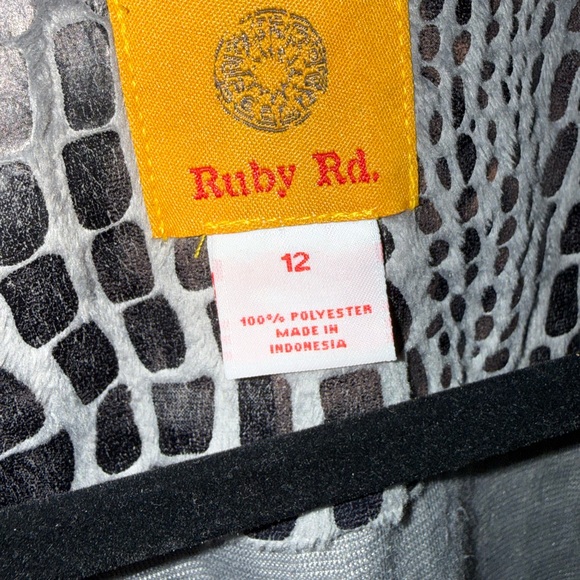 Ruby Rd.
12
100% POLYESTER
MADE IN
INDONESIA